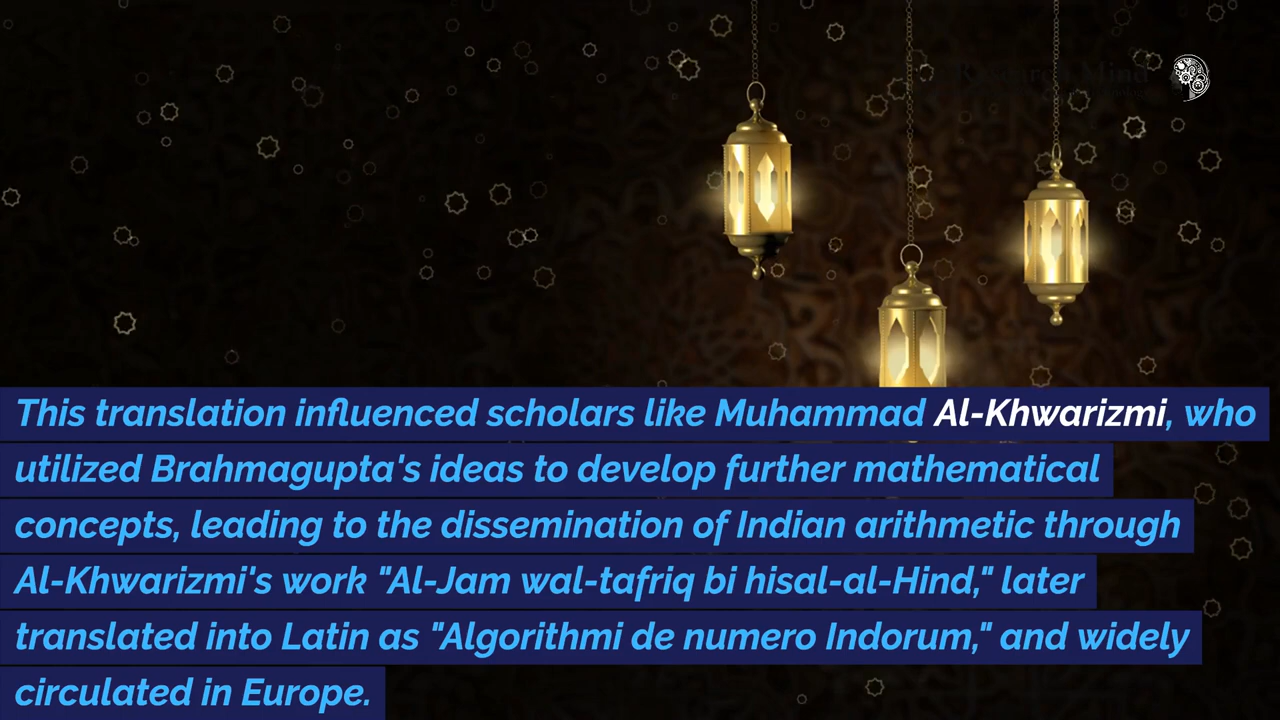 This translation influenced scholars like Muhammad Al-Khwarizmi, who
utilized Brahmagupta's ideas to develop further mathematical
concepts, leading to the dissemination of Indian arithmetic through
Al-Khwarizmi's work "Al-Jam wal-tafriq bi hisal-al-Hind," later
translated into Latin as "Algorithmi de numero Indorum," and widely
circulated in Europe.